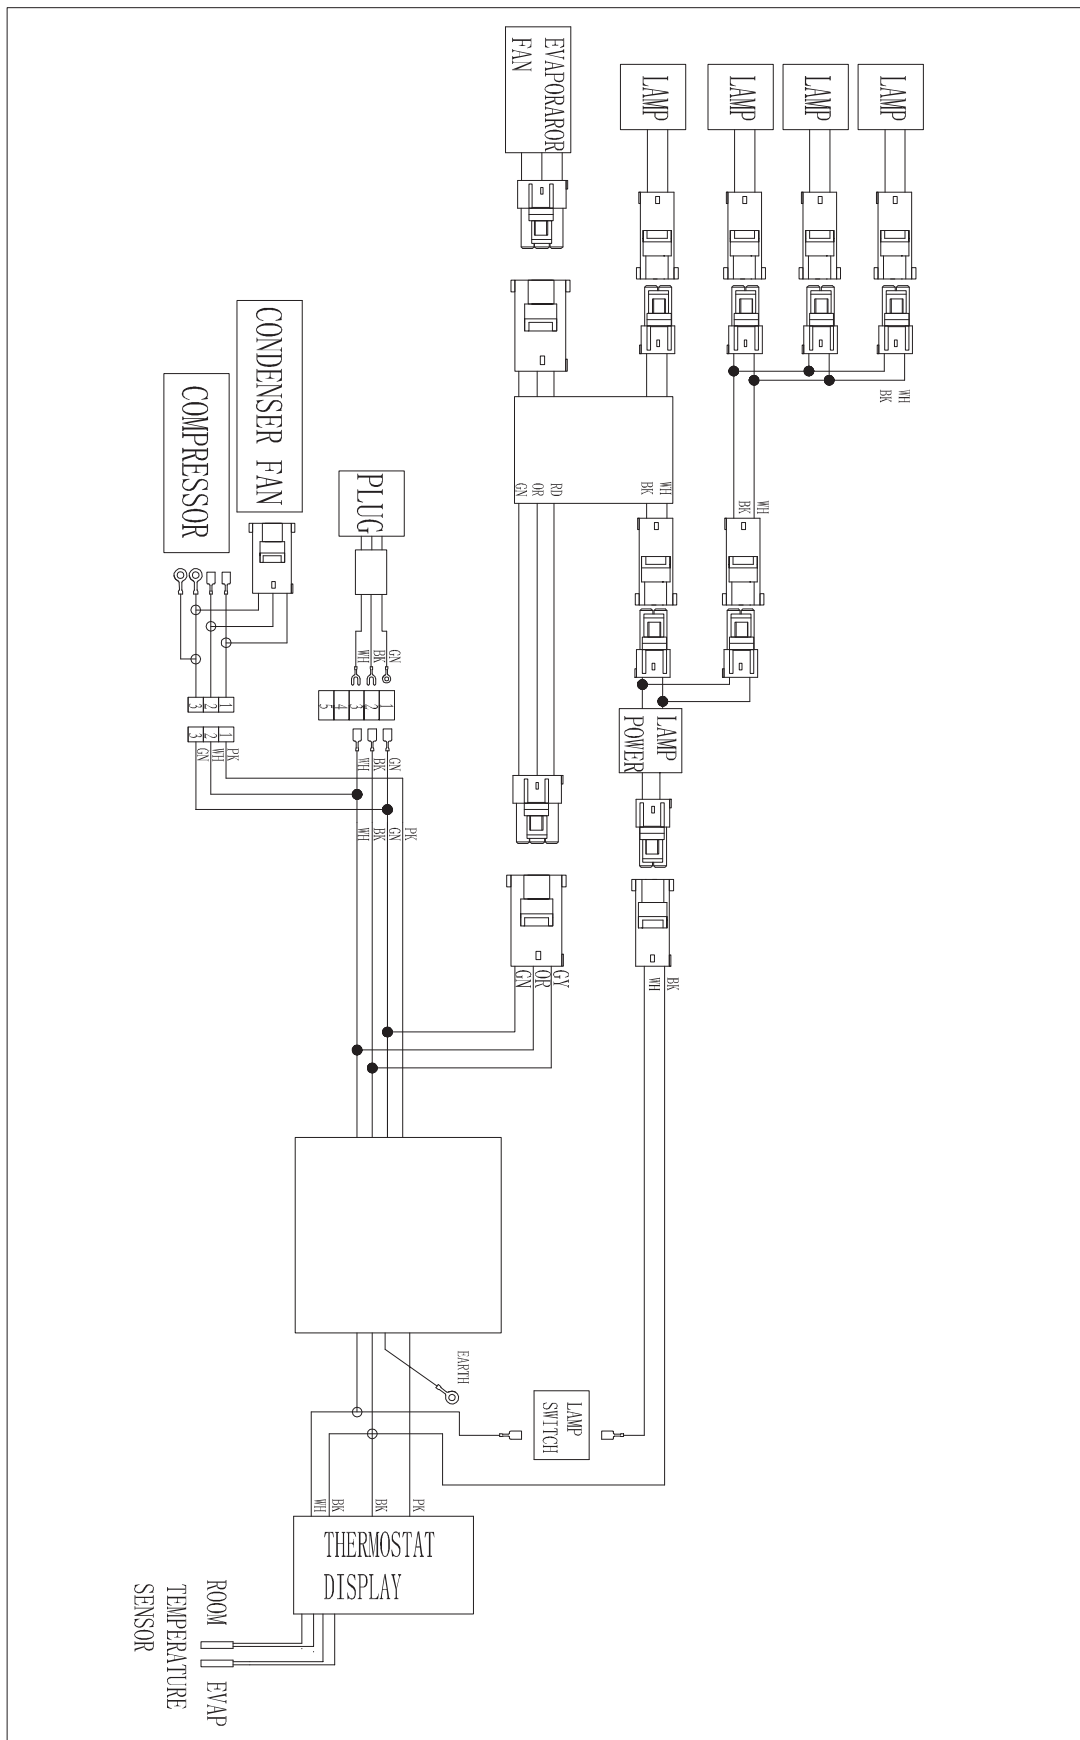 EVAPORAROR
FAN
LAMP
LAMP
LAMP
LAMP
CONDENSER FAN
COMPRESSOR
PLUG
WH
BK
WH
BK
WH
BK
RD
OR
GN
GN
BK
WH
1
2
3
4
5
1
2
3
1
2
3
PK
WH
GN
GN
BK
WH
PK
GN
BK
WH
LAMP
POWER
GY
OR
GN
BK
WH
EARTH
LAMP
SWITCH
WH
BK
BK
PK
THERMOSTAT
DISPLAY
ROOM EVAP
TEMPERATURE
SENSOR